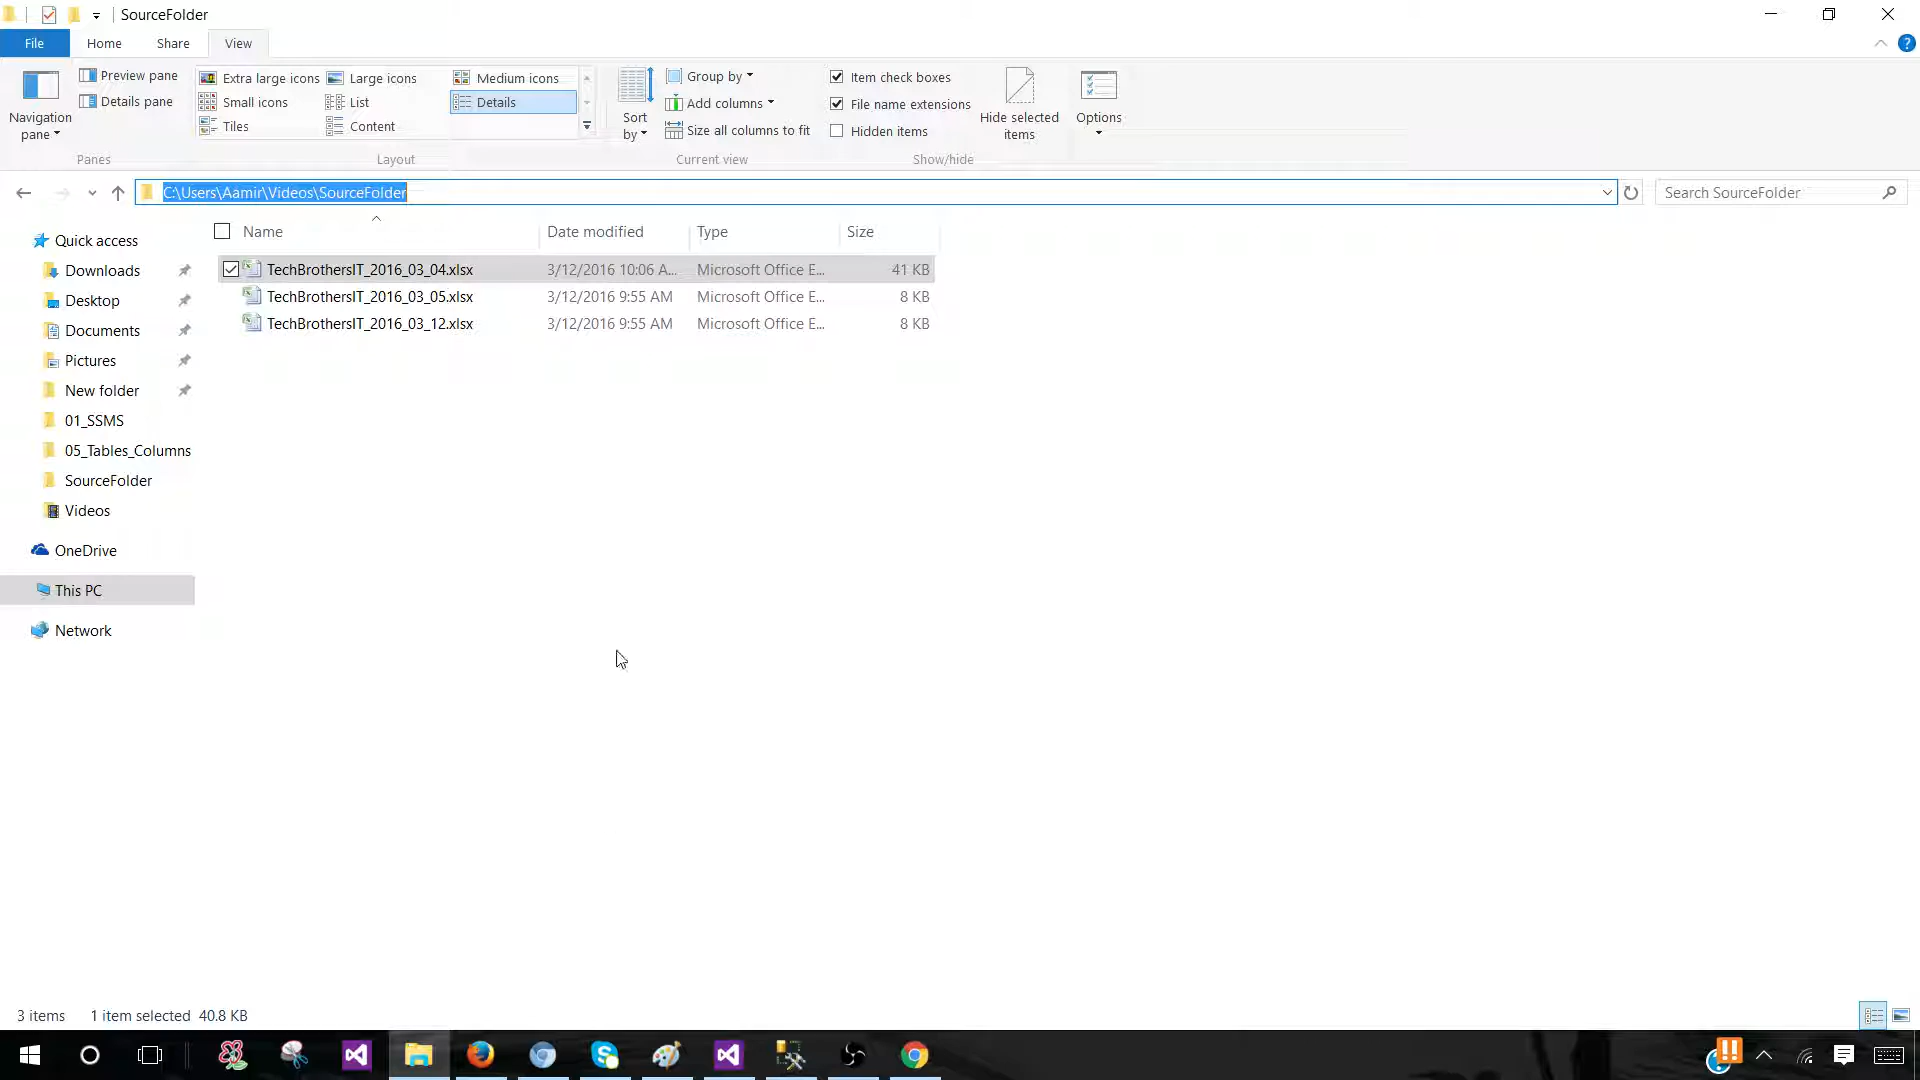 SourceFolder
File Home Share View
Navigation pane
Preview pane
Details pane
Panes
Extra large icons Large icons Medium icons
Small icons List Details
Tiles Content
Layout
Sort by
Group by
Add columns
Size all columns to fit
Current view
Item check boxes
File name extensions
Hidden items
Hide selected items
Show/hide
Options
C:\Users\Aamir\Videos\SourceFolder
Search SourceFolder
Quick access
Downloads
Desktop
Documents
Pictures
New folder
01_SSMS
05_Tables_Columns
SourceFolder
Videos
OneDrive
This PC
Network
Name Date modified Type Size
TechBrothersIT_2016_03_04.xlsx 3/12/2016 10:06 A... Microsoft Office E... 41 KB
TechBrothersIT_2016_03_05.xlsx 3/12/2016 9:55 AM Microsoft Office E... 8 KB
TechBrothersIT_2016_03_12.xlsx 3/12/2016 9:55 AM Microsoft Office E... 8 KB
3 items 1 item selected 40.8 KB